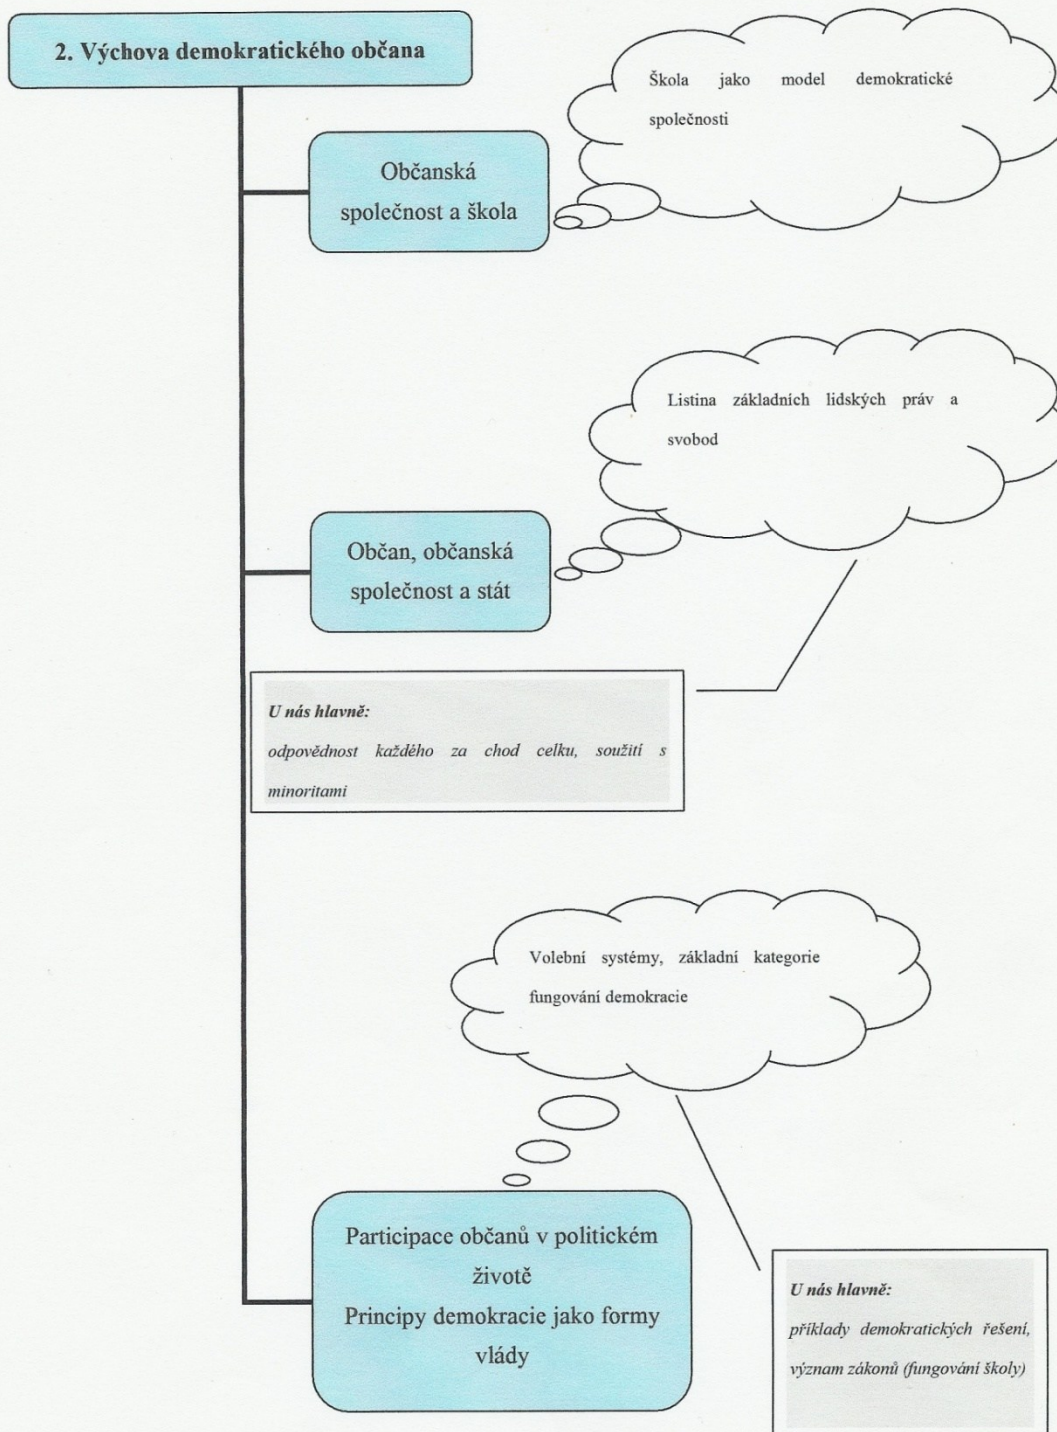 2. Výchova demokratického občana
Škola jako model demokratické
společnosti
Občanská
společnost a škola
Listina základních lidských práv a
svobod
Občan, občanská
společnost a stát
U nás hlavně:
odpovědnost každého za chod celku, soužití s
minoritami
Volební systémy, základní kategorie
fungování demokracie
Participace občanů v politickém
životě
Principy demokracie jako formy
vlády
U nás hlavně:
příklady demokratických řešení,
význam zákonů (fungování školy)